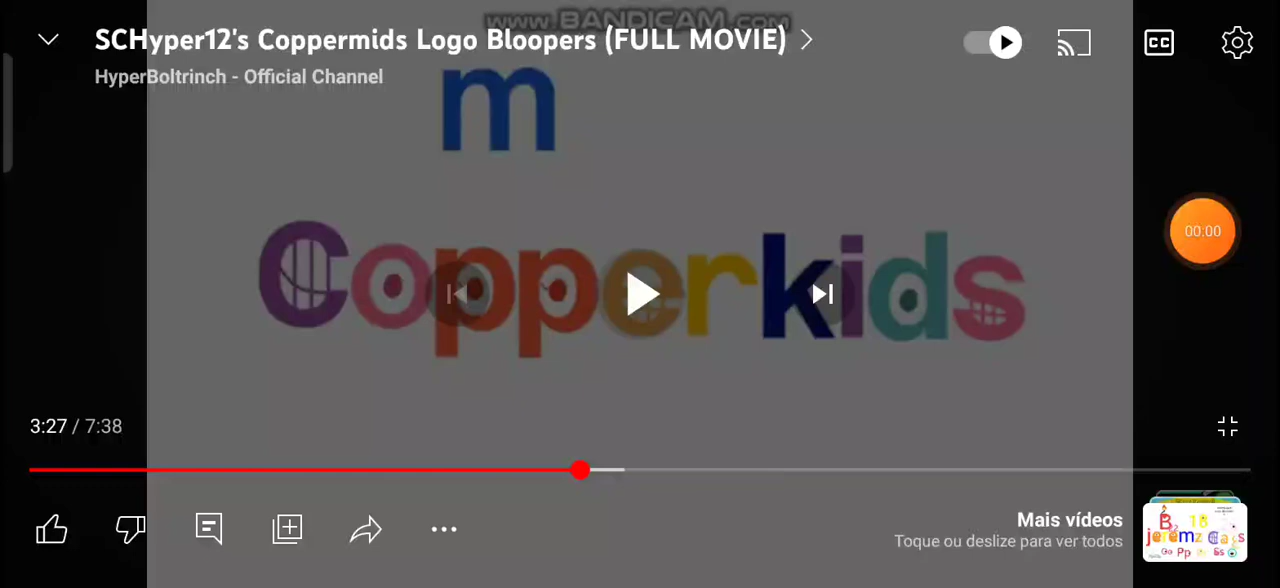 www.BANDICAM.com
SCHyper12's Coppermids Logo Bloopers (FULL MOVIE)
HyperBoltrinch - Official Channel
CC
m
Copperkids
00:00
3:27 / 7:38
Mais vídeos
Toque ou deslize para ver todos